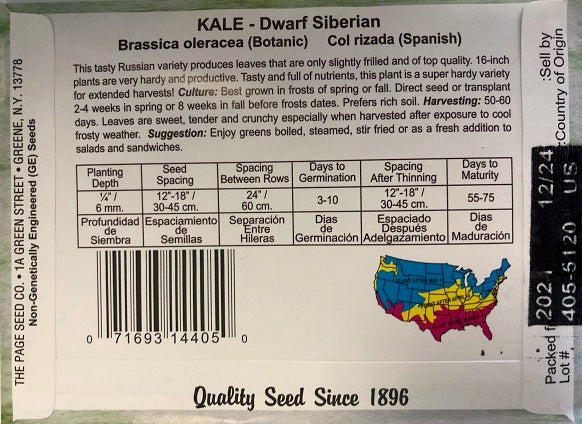 KALE - Dwarf Siberian
Brassica oleracea (Botanic) Col rizada (Spanish)
This tasty Russian variety produces leaves that are only slightly frilled and of top quality. 16-inch
plants are very hardy and productive. Tasty and full of nutrients, this plant is a super hardy variety
for extended harvests! Culture: Best grown in frosts of spring or fall. Direct seed or transplant
2-4 weeks in spring or 8 weeks in fall before frosts dates. Prefers rich soil. Harvesting: 50-60
days. Leaves are sweet, tender and crunchy especially when harvested after exposure to cool
frosty weather. Suggestion: Enjoy greens boiled, steamed, stir fried or as a fresh addition to
salads and sandwiches.
Planting Depth
Seed Spacing
Spacing Between Rows
Days to Germination
Spacing After Thinning
Days to Maturity
¼" / 6 mm.
12"-18" / 30-45 cm.
24" / 60 cm.
3-10
12"-18" / 30-45 cm.
55-75
Profundidad de Siembra
Espaciamiento de Semillas
Separación Entre Hileras
Dias de Germinación
Espaciado Después Adelgazamiento
Dias de Maduración
0 71693 14405 0
Quality Seed Since 1896
THE PAGE SEED CO. • 1A GREEN STREET • GREENE, N.Y. 13778
Non-Genetically Engineered (GE) Seeds
Packed f 2021 12/24 :Sell by
Lot #, 405-5120 US :Country of Origin